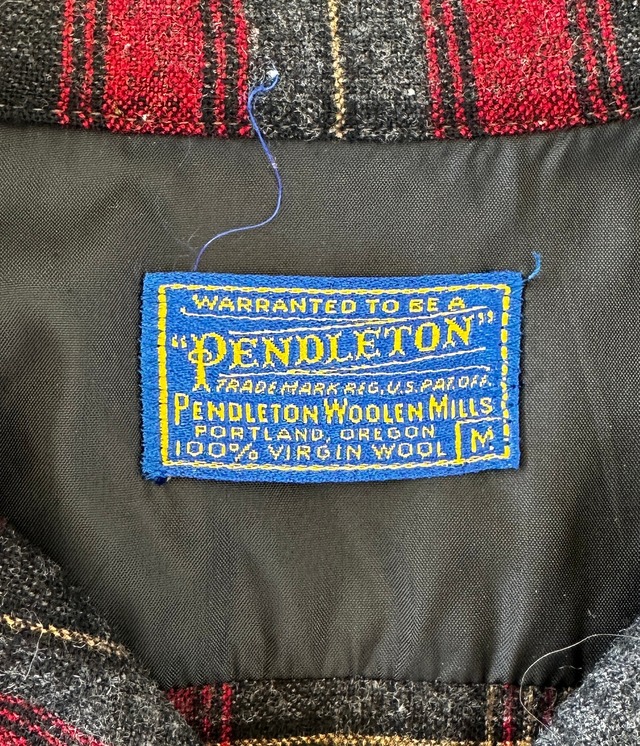 WARRANTED TO BE A
"PENDLETON"
TRADE MARK REG. U.S. PAT. OFF.
PENDLETON WOOLEN MILLS
PORTLAND, OREGON
100% VIRGIN WOOL M